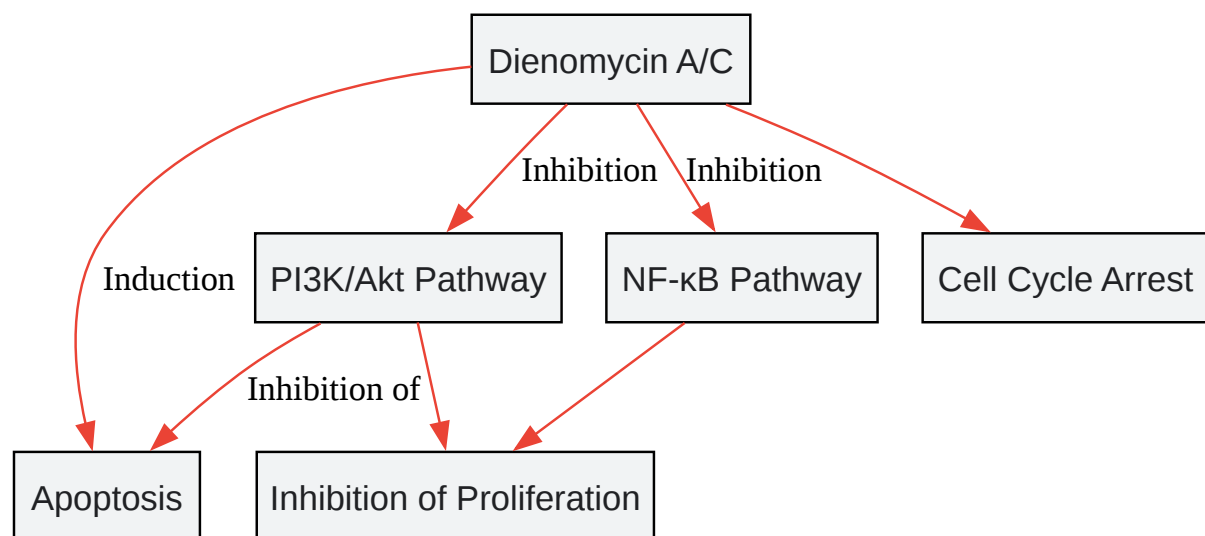 Dienomycin A/C
Inhibition
Inhibition
Induction
PI3K/Akt Pathway
NF-κB Pathway
Cell Cycle Arrest
Inhibition of
Apoptosis
Inhibition of Proliferation